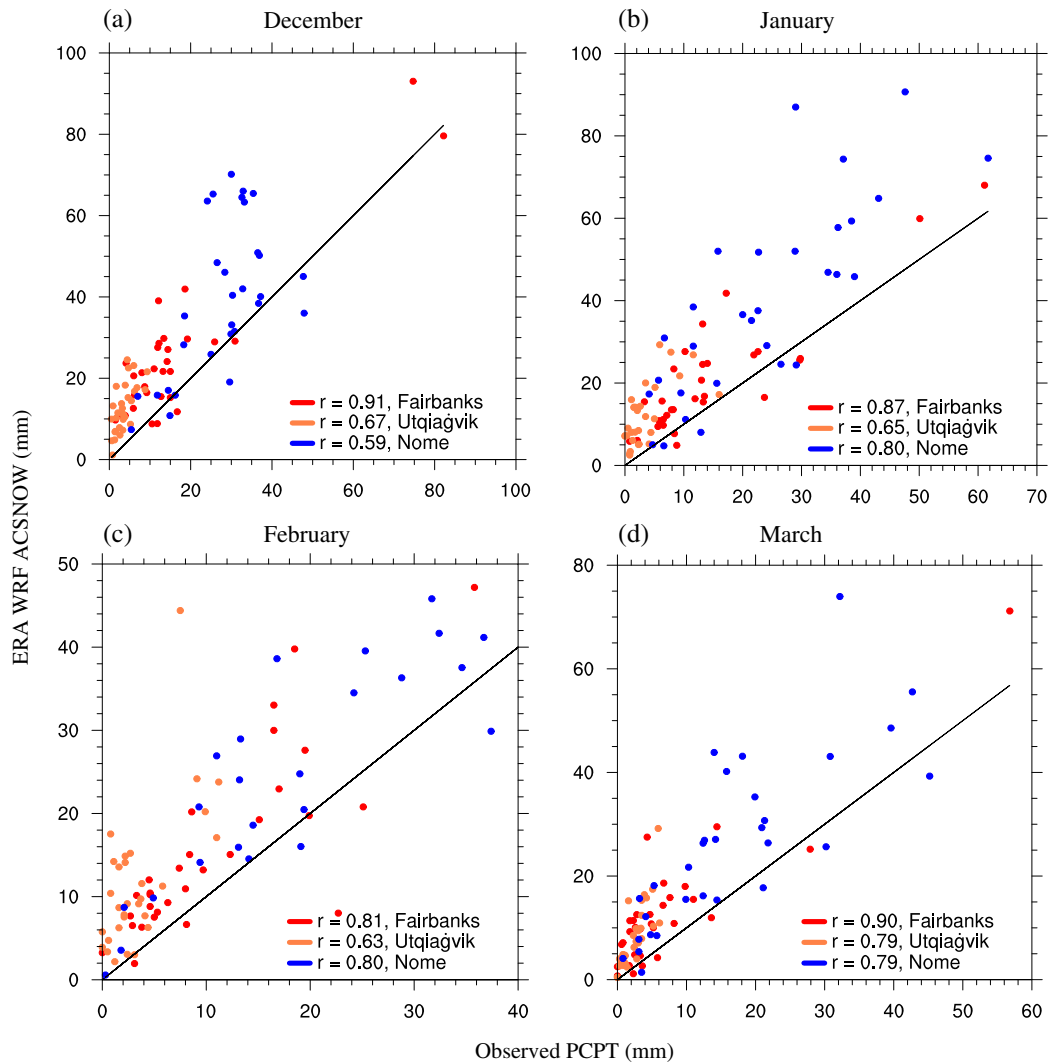 (a) December
(b) January
100
80
60
40
20
0
0 20 40 60 80 100
r = 0.91, Fairbanks
r = 0.67, Utqiaġvik
r = 0.59, Nome
100
80
60
40
20
0
0 10 20 30 40 50 60 70
r = 0.87, Fairbanks
r = 0.65, Utqiaġvik
r = 0.80, Nome
ERA WRF ACSNOW (mm)
(c) February
(d) March
50
40
30
20
10
0
0 10 20 30 40
r = 0.81, Fairbanks
r = 0.63, Utqiaġvik
r = 0.80, Nome
80
60
40
20
0
0 10 20 30 40 50 60
r = 0.90, Fairbanks
r = 0.79, Utqiaġvik
r = 0.79, Nome
Observed PCPT (mm)